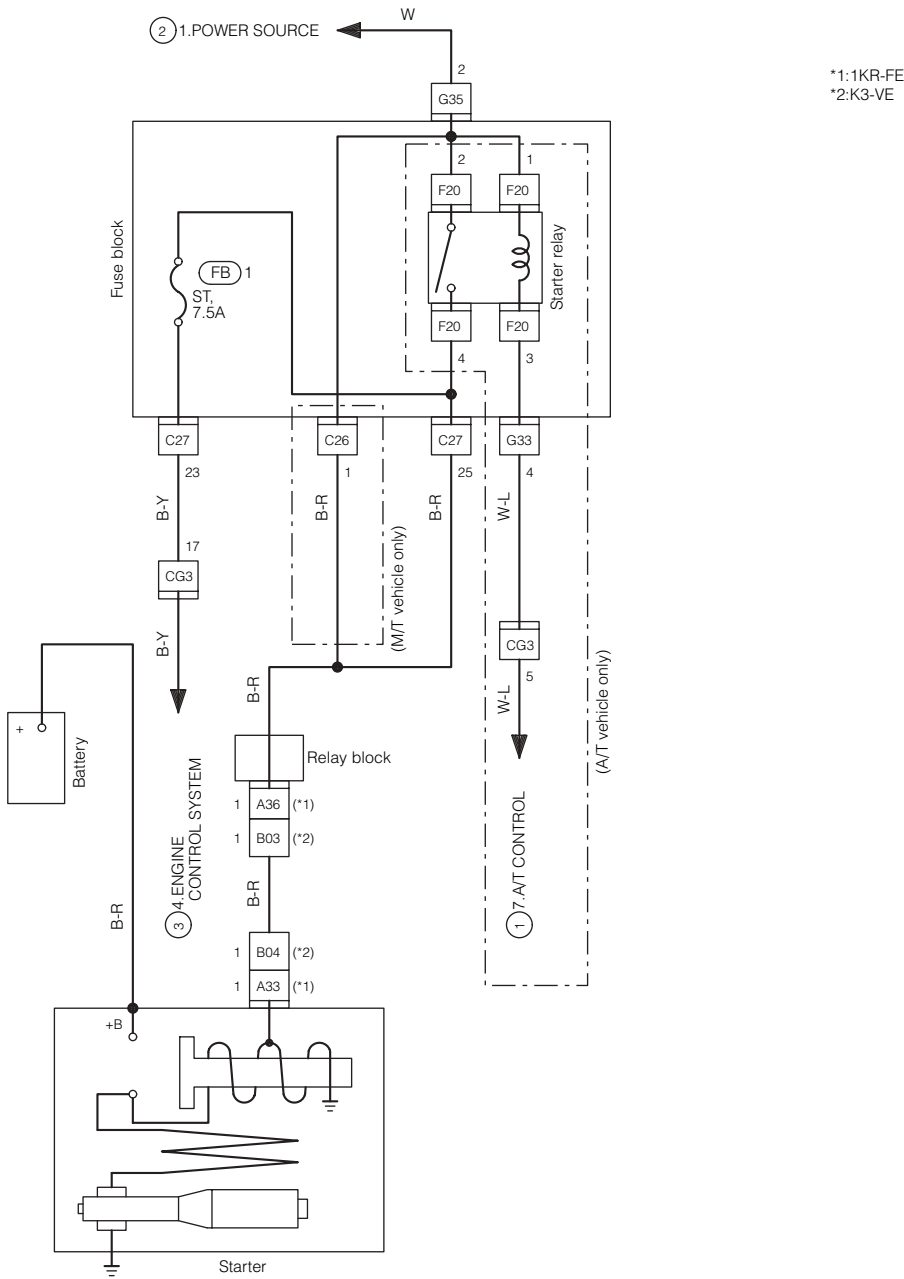 W
2 1.POWER SOURCE
*1:1KR-FE
*2:K3-VE
2
G35
2
1
F20
F20
Fuse block
FB 1
ST,
7.5A
Starter relay
F20
F20
4
3
C27
C26
C27
G33
23
1
25
4
B-Y
B-R
B-R
W-L
(M/T vehicle only)
17
CG3
CG3
5
B-Y
B-R
W-L
(A/T vehicle only)
+
Battery
Relay block
1 A36 (*1)
1 B03 (*2)
3 4.ENGINE
CONTROL SYSTEM
1 7.A/T CONTROL
B-R
B-R
1 B04 (*2)
1 A33 (*1)
+B
Starter